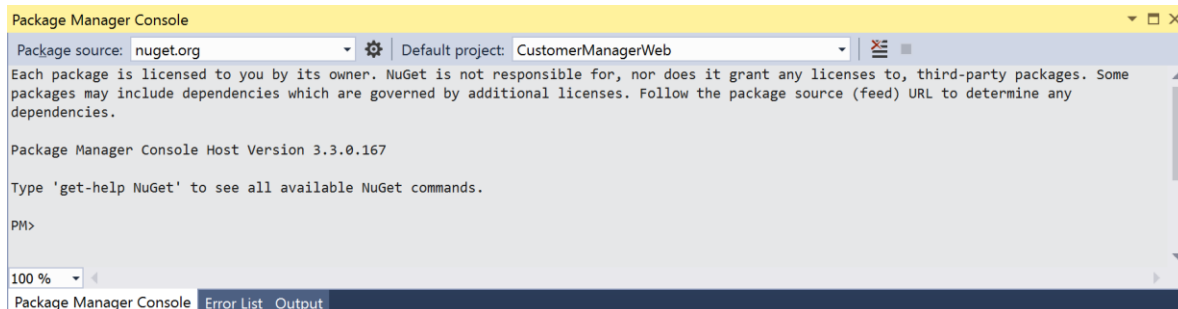 Package Manager Console
Package source: nuget.org Default project: CustomerManagerWeb
Each package is licensed to you by its owner. NuGet is not responsible for, nor does it grant any licenses to, third-party packages. Some
packages may include dependencies which are governed by additional licenses. Follow the package source (feed) URL to determine any
dependencies.
Package Manager Console Host Version 3.3.0.167
Type 'get-help NuGet' to see all available NuGet commands.
PM>
100 %
Package Manager Console Error List Output